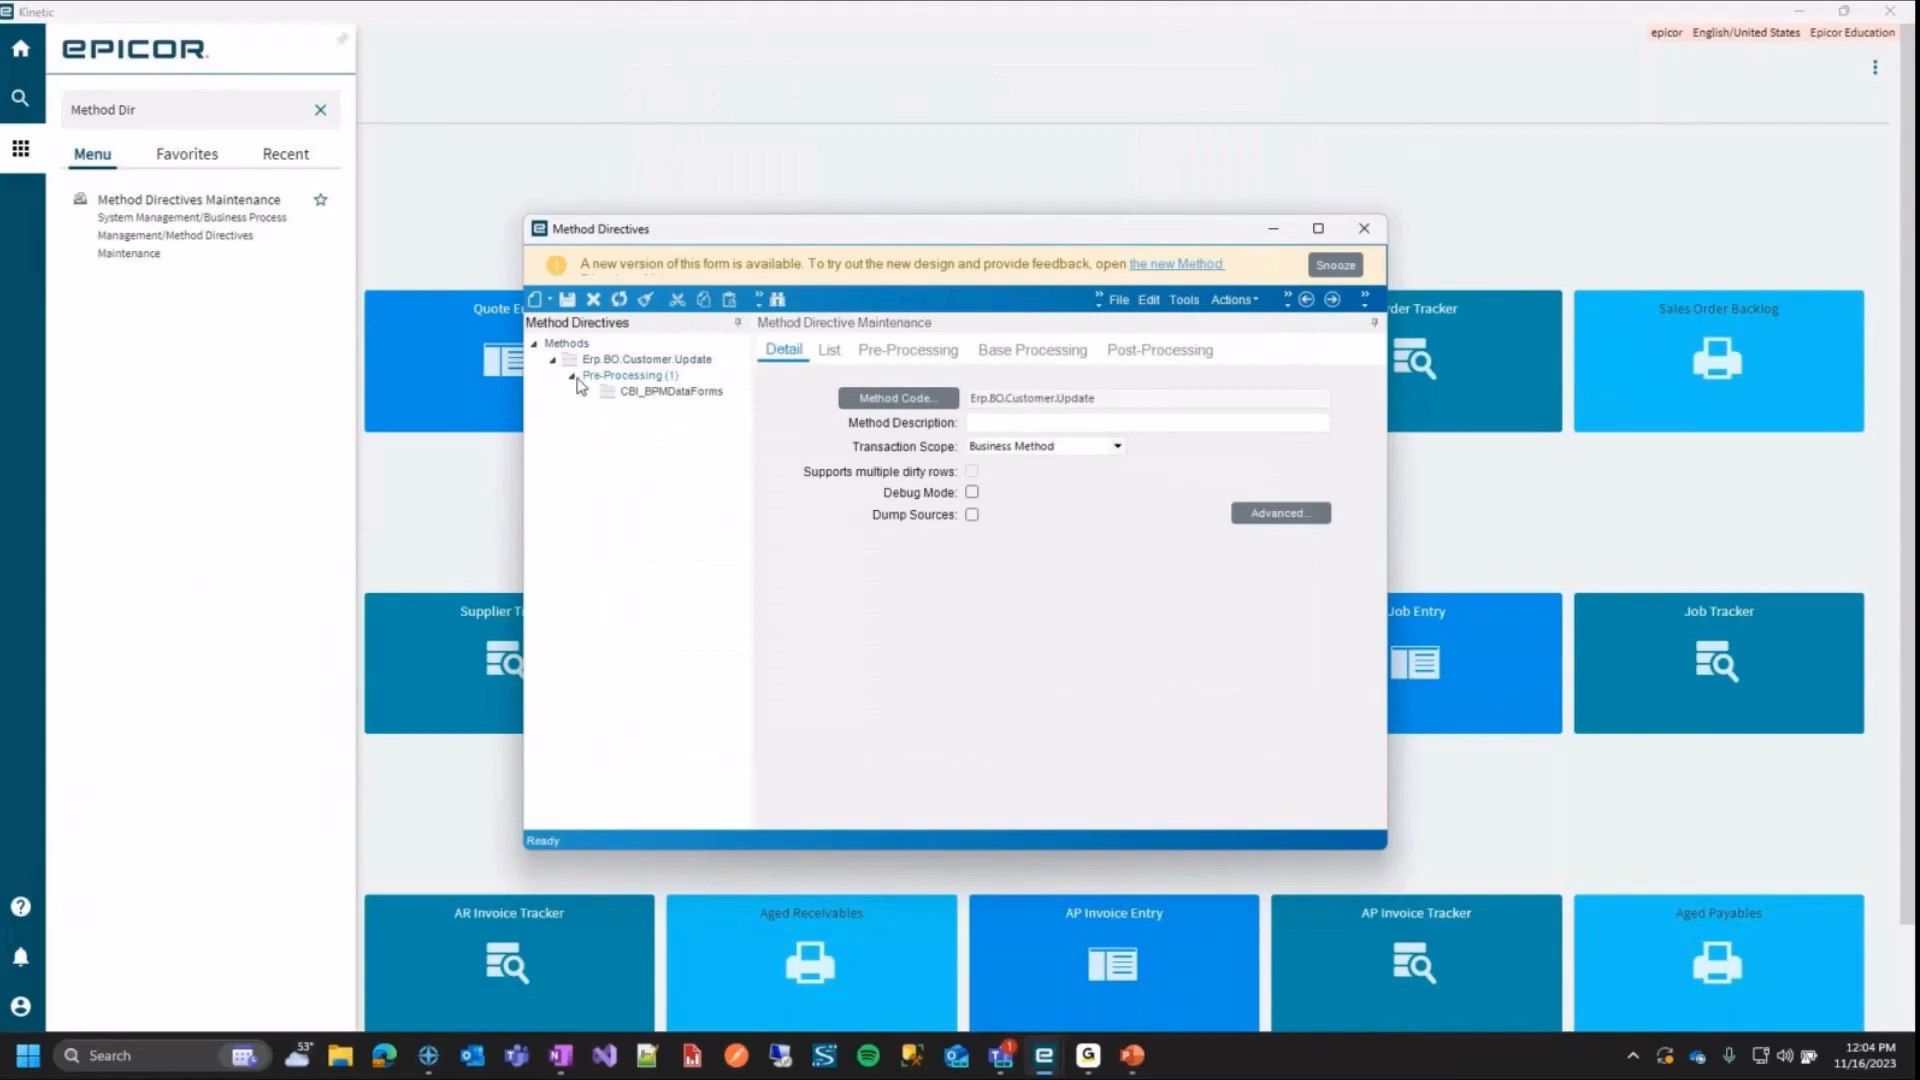 Kinetic
epicor English/United States Epicor Education
EPICOR
Method Dir
Menu Favorites Recent
Method Directives Maintenance
System Management/Business Process
Management/Method Directives
Maintenance
Method Directives
A new version of this form is available. To try out the new design and provide feedback, open the new Method
Snooze
File Edit Tools Actions
Method Directives
Methods
Erp.BO.Customer.Update
Pre-Processing (1)
CBI_BPMDataForms
Method Directive Maintenance
Detail List Pre-Processing Base Processing Post-Processing
Method Code... Erp.BO.Customer.Update
Method Description:
Transaction Scope: Business Method
Supports multiple dirty rows:
Debug Mode:
Dump Sources:
Advanced...
Ready
Quote
der Tracker
Sales Order Backlog
Supplier
Job Entry
Job Tracker
AR Invoice Tracker
Aged Receivables
AP Invoice Entry
AP Invoice Tracker
Aged Payables
Search
53°
12:04 PM
11/16/2023